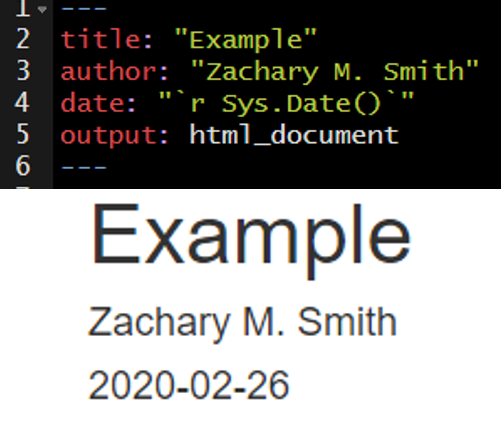 1 ---
2 title: "Example"
3 author: "Zachary M. Smith"
4 date: "`r Sys.Date()`"
5 output: html_document
6 ---
Example
Zachary M. Smith
2020-02-26